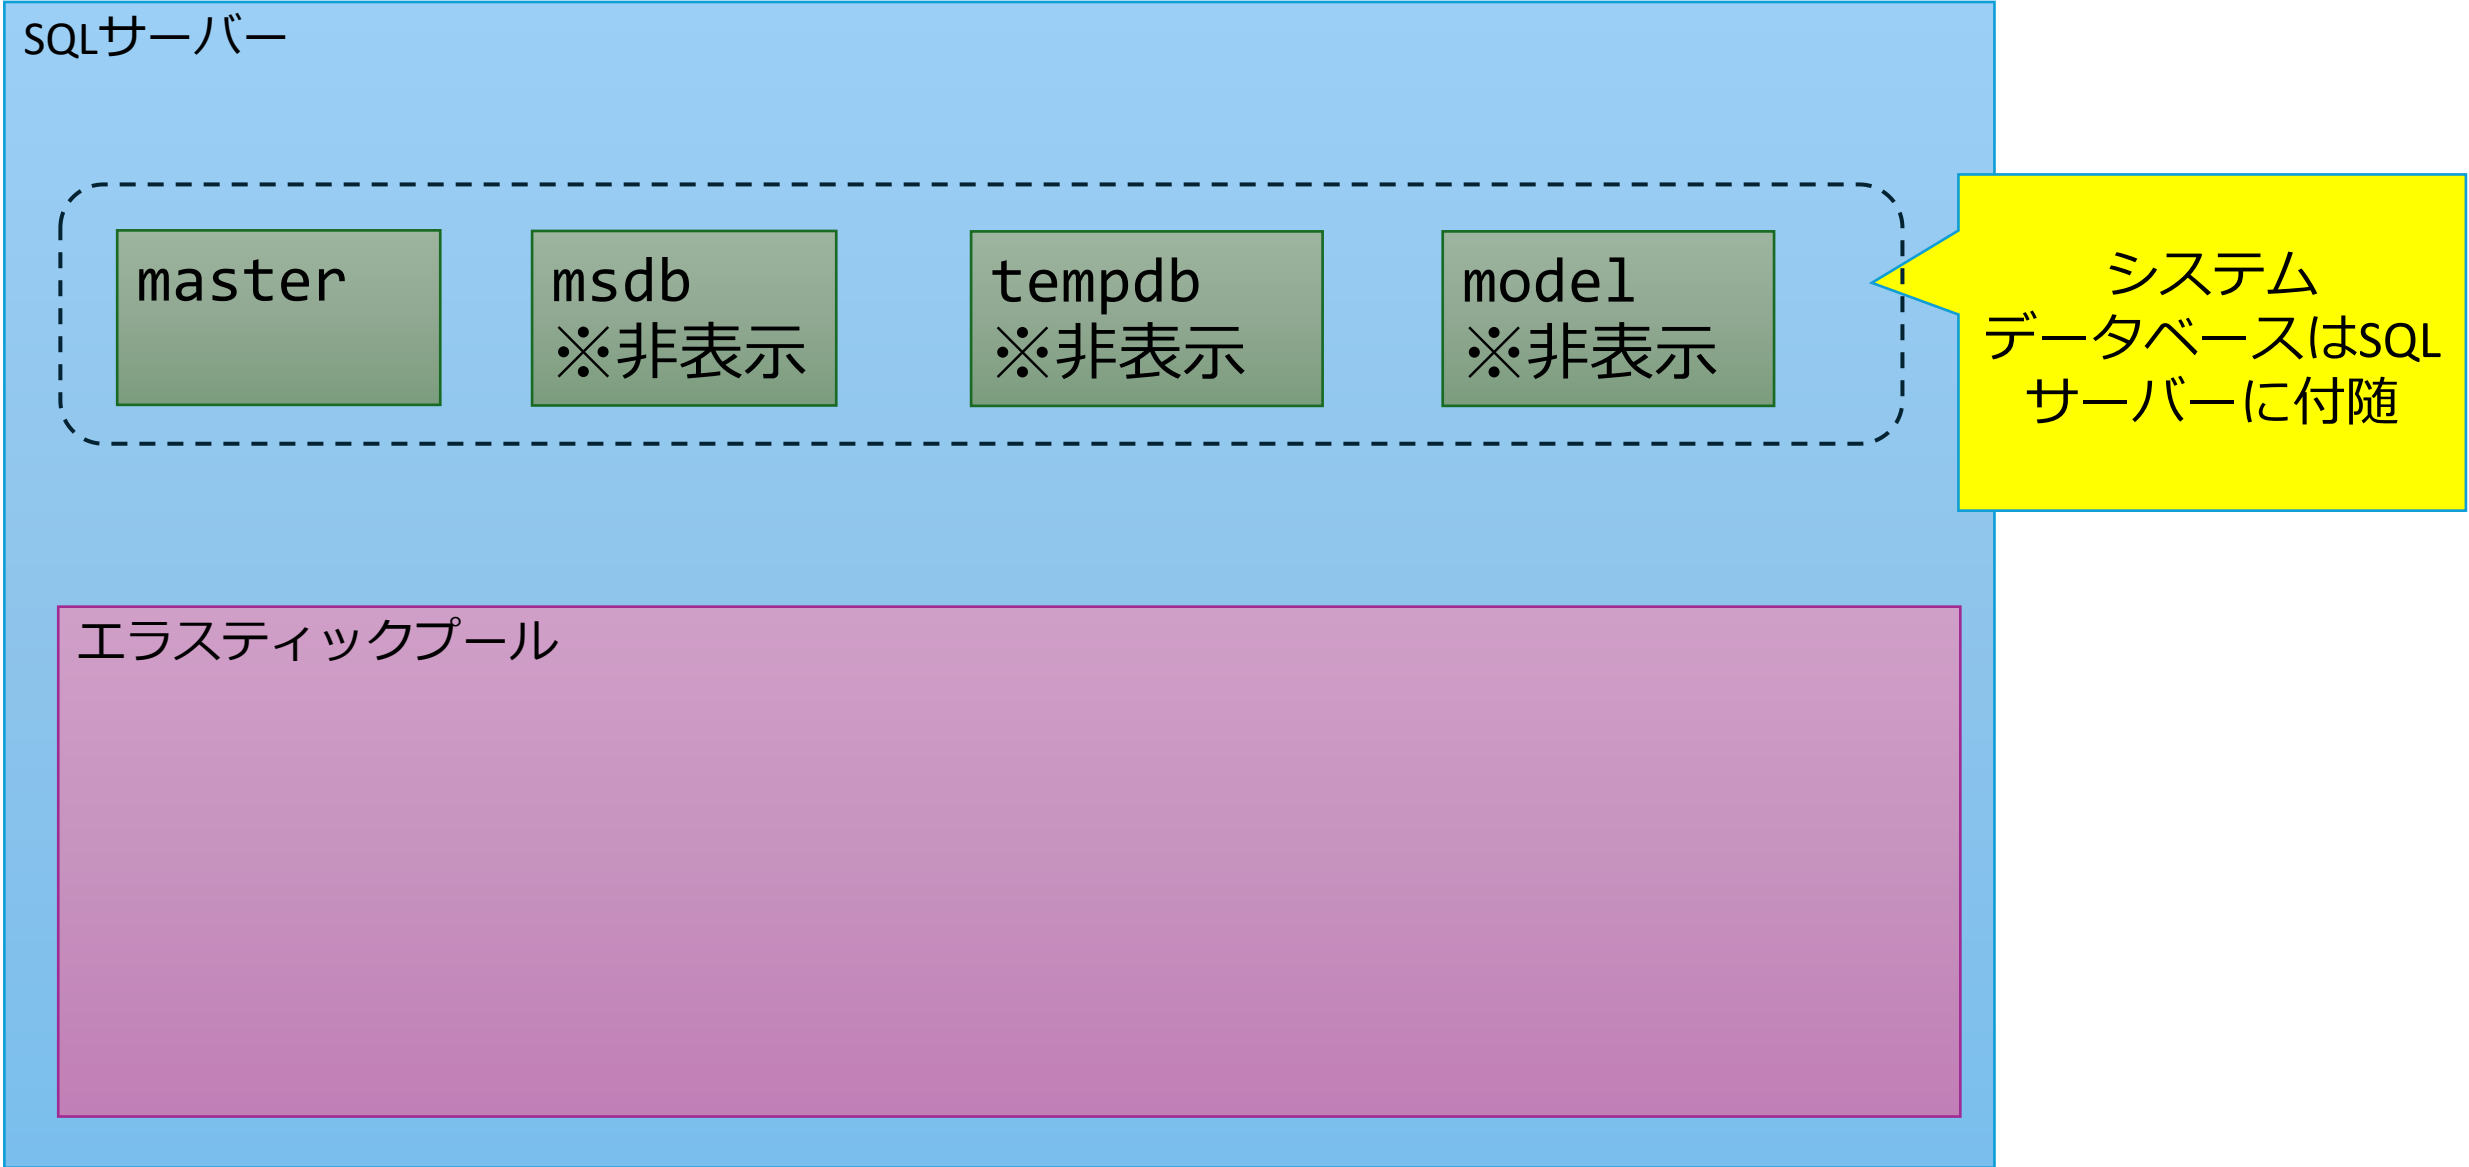 SQLサーバー
master
msdb
※非表示
tempdb
※非表示
model
※非表示
システム
データベースはSQL
サーバーに付随
エラスティックプール